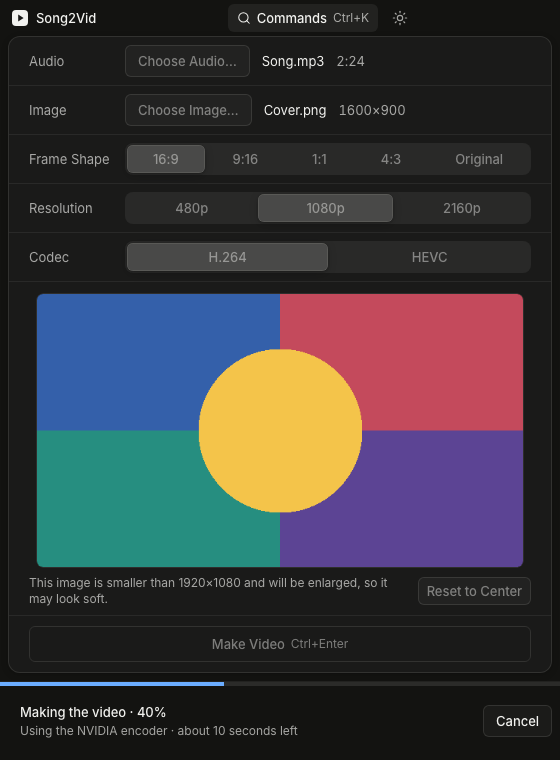 Song2Vid
Commands Ctrl+K
Audio Choose Audio... Song.mp3 2:24
Image Choose Image... Cover.png 1600×900
Frame Shape 16:9 9:16 1:1 4:3 Original
Resolution 480p 1080p 2160p
Codec H.264 HEVC
This image is smaller than 1920×1080 and will be enlarged, so it
may look soft.
Reset to Center
Make Video Ctrl+Enter
Making the video · 40%
Using the NVIDIA encoder · about 10 seconds left
Cancel